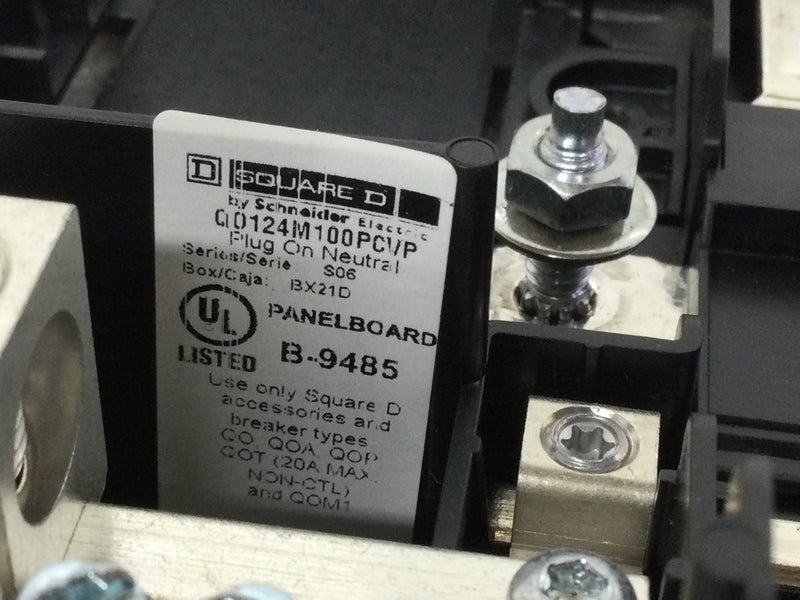 D SQUARE D
by Schneider Electric
QO124M100PCVP
Plug On Neutral
Series/Serie: S06
Box/Caja: BX21D
UL PANELBOARD
LISTED B-9485
Use only Square D
accessories and
breaker types
QO, QOA, QOP
QOT (20A MAX.
NON-CTL)
and QOM1